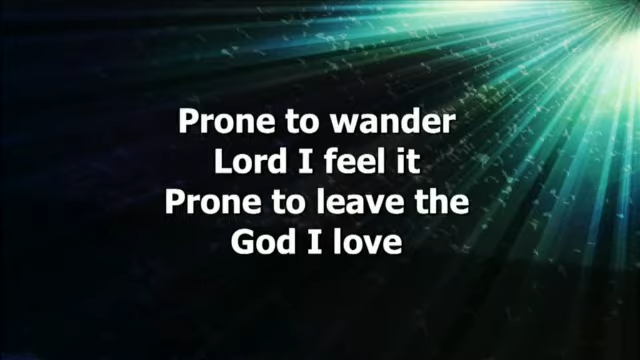 Prone to wander
Lord I feel it
Prone to leave the
God I love